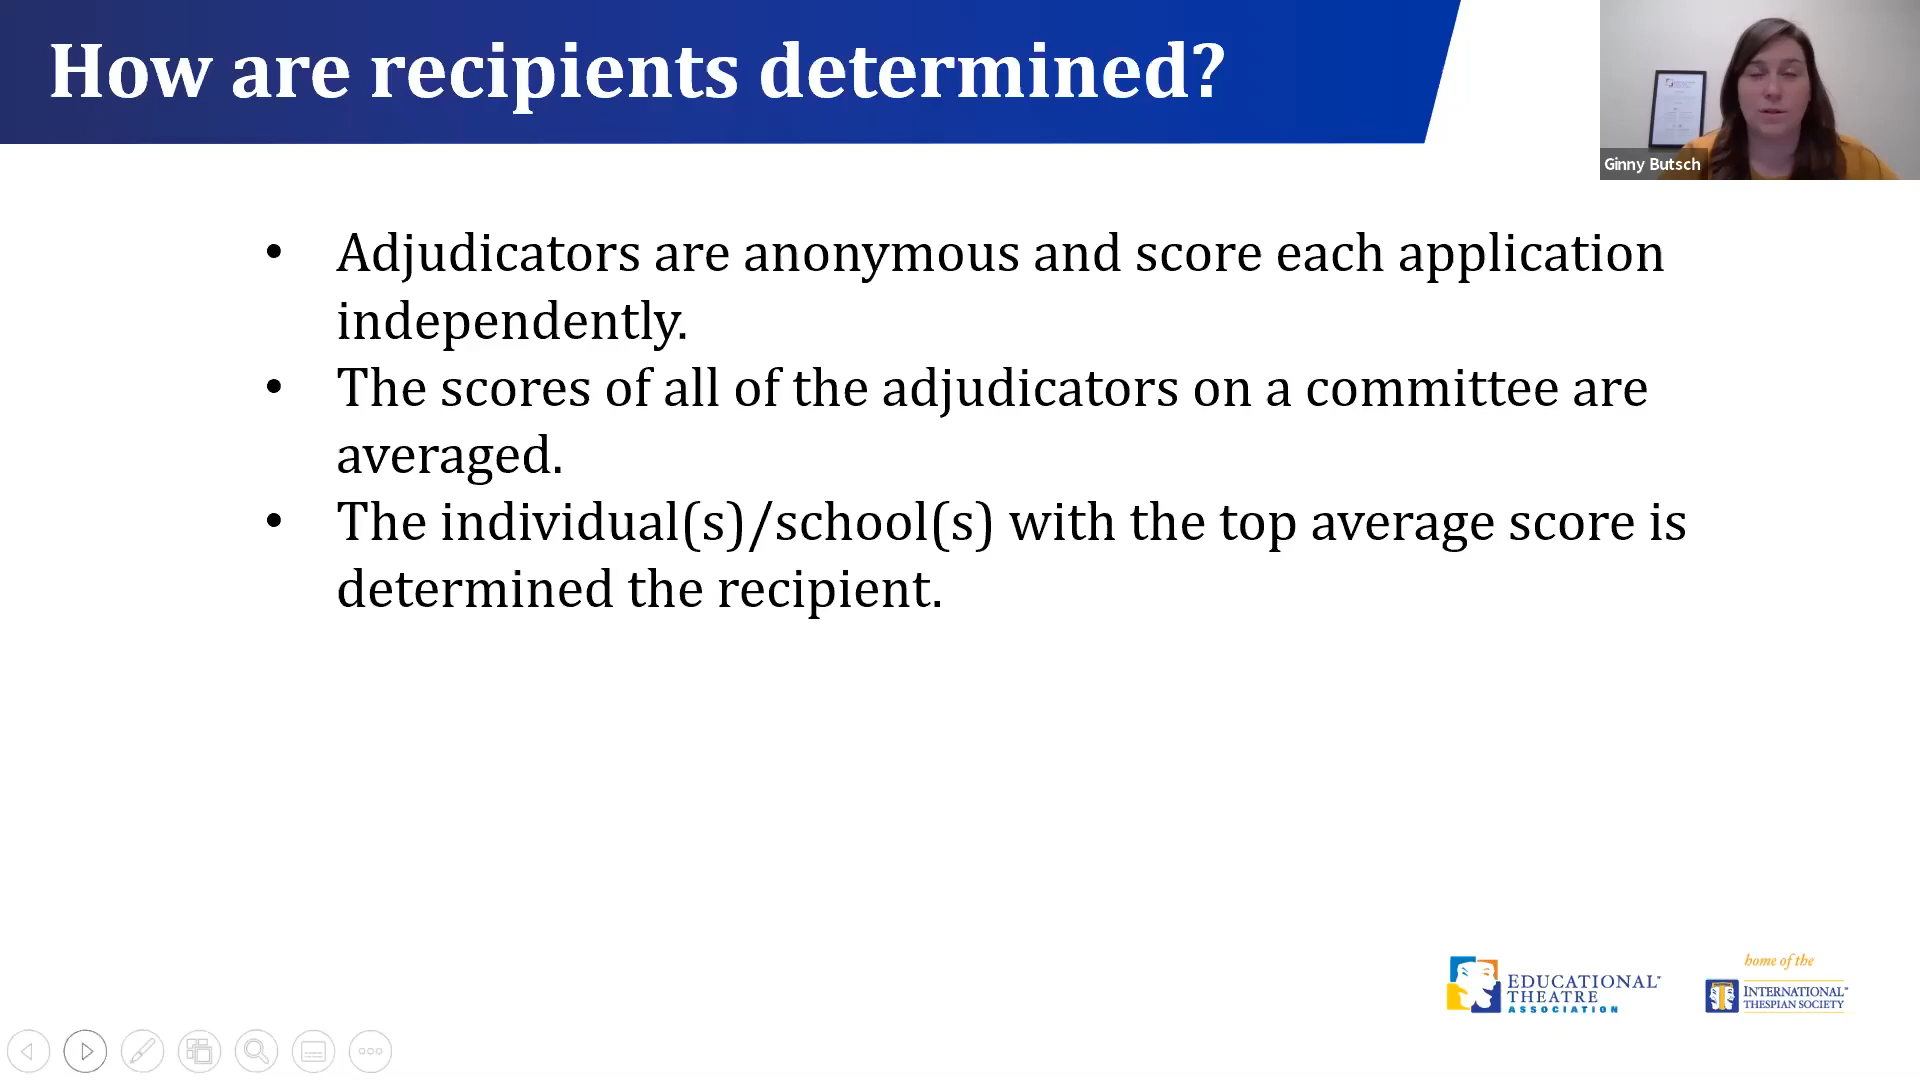 How are recipients determined?
Ginny Butsch
• Adjudicators are anonymous and score each application
independently.
• The scores of all of the adjudicators on a committee are
averaged.
• The individual(s)/school(s) with the top average score is
determined the recipient.
EDUCATIONAL
THEATRE
ASSOCIATION
home of the
INTERNATIONAL
THESPIAN SOCIETY